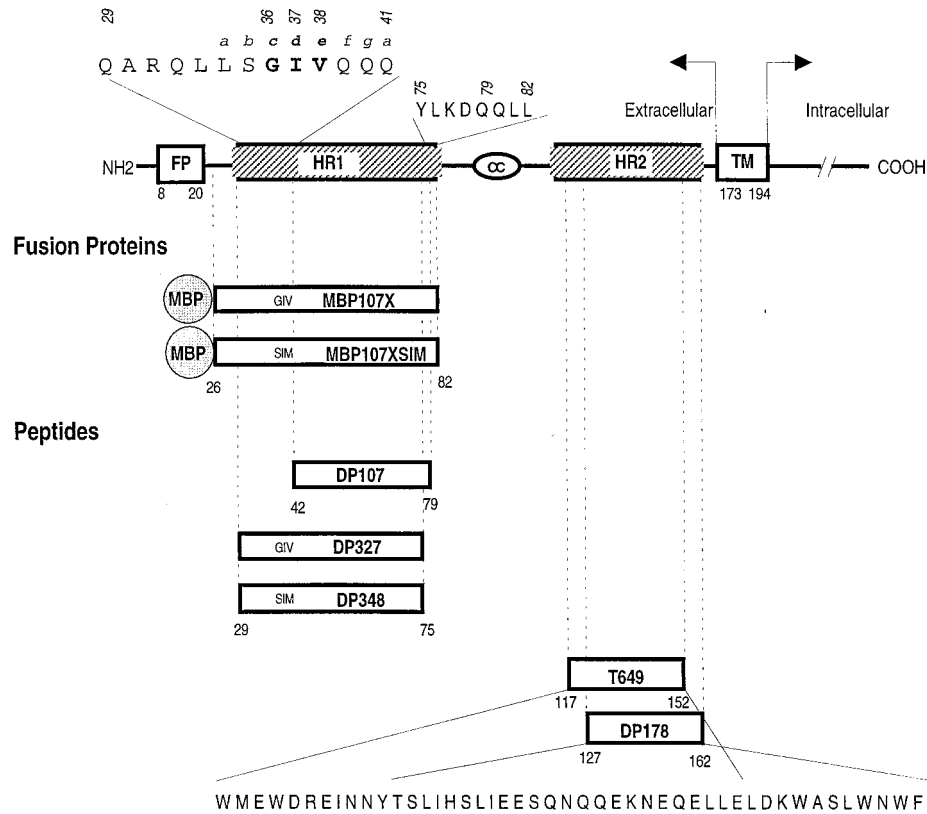 29 36 37 38 41
a b c d e f g a
Q A R Q L L S G I V Q Q Q
75 79 82
Y L K D Q Q L L
Extracellular Intracellular
NH2 FP HR1 CC HR2 TM COOH
8 20 173 194
Fusion Proteins
MBP GIV MBP107X
MBP SIM MBP107XSIM
26 82
Peptides
DP107
42 79
GIV DP327
SIM DP348
29 75
T649
117 152
DP178
127 162
W M E W D R E I N N Y T S L I H S L I E E S Q N Q Q E K N E Q E L L E L D K W A S L W N W F